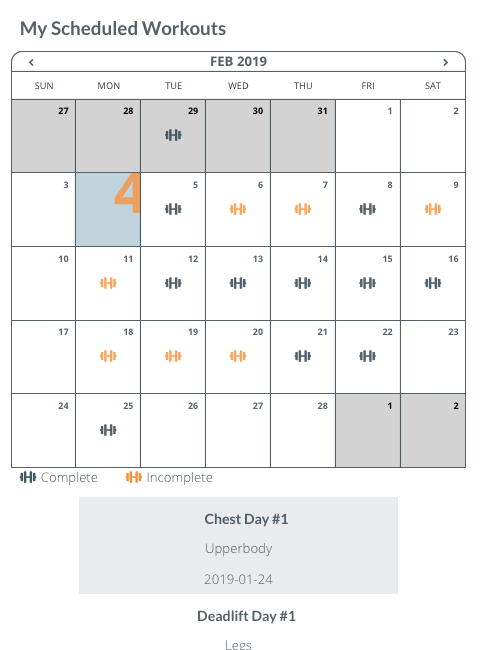 My Scheduled Workouts
FEB 2019
SUN MON TUE WED THU FRI SAT
27 28 29 30 31 1 2
3 4 5 6 7 8 9
10 11 12 13 14 15 16
17 18 19 20 21 22 23
24 25 26 27 28 1 2
Complete Incomplete
Chest Day #1
Upperbody
2019-01-24
Deadlift Day #1
Legs